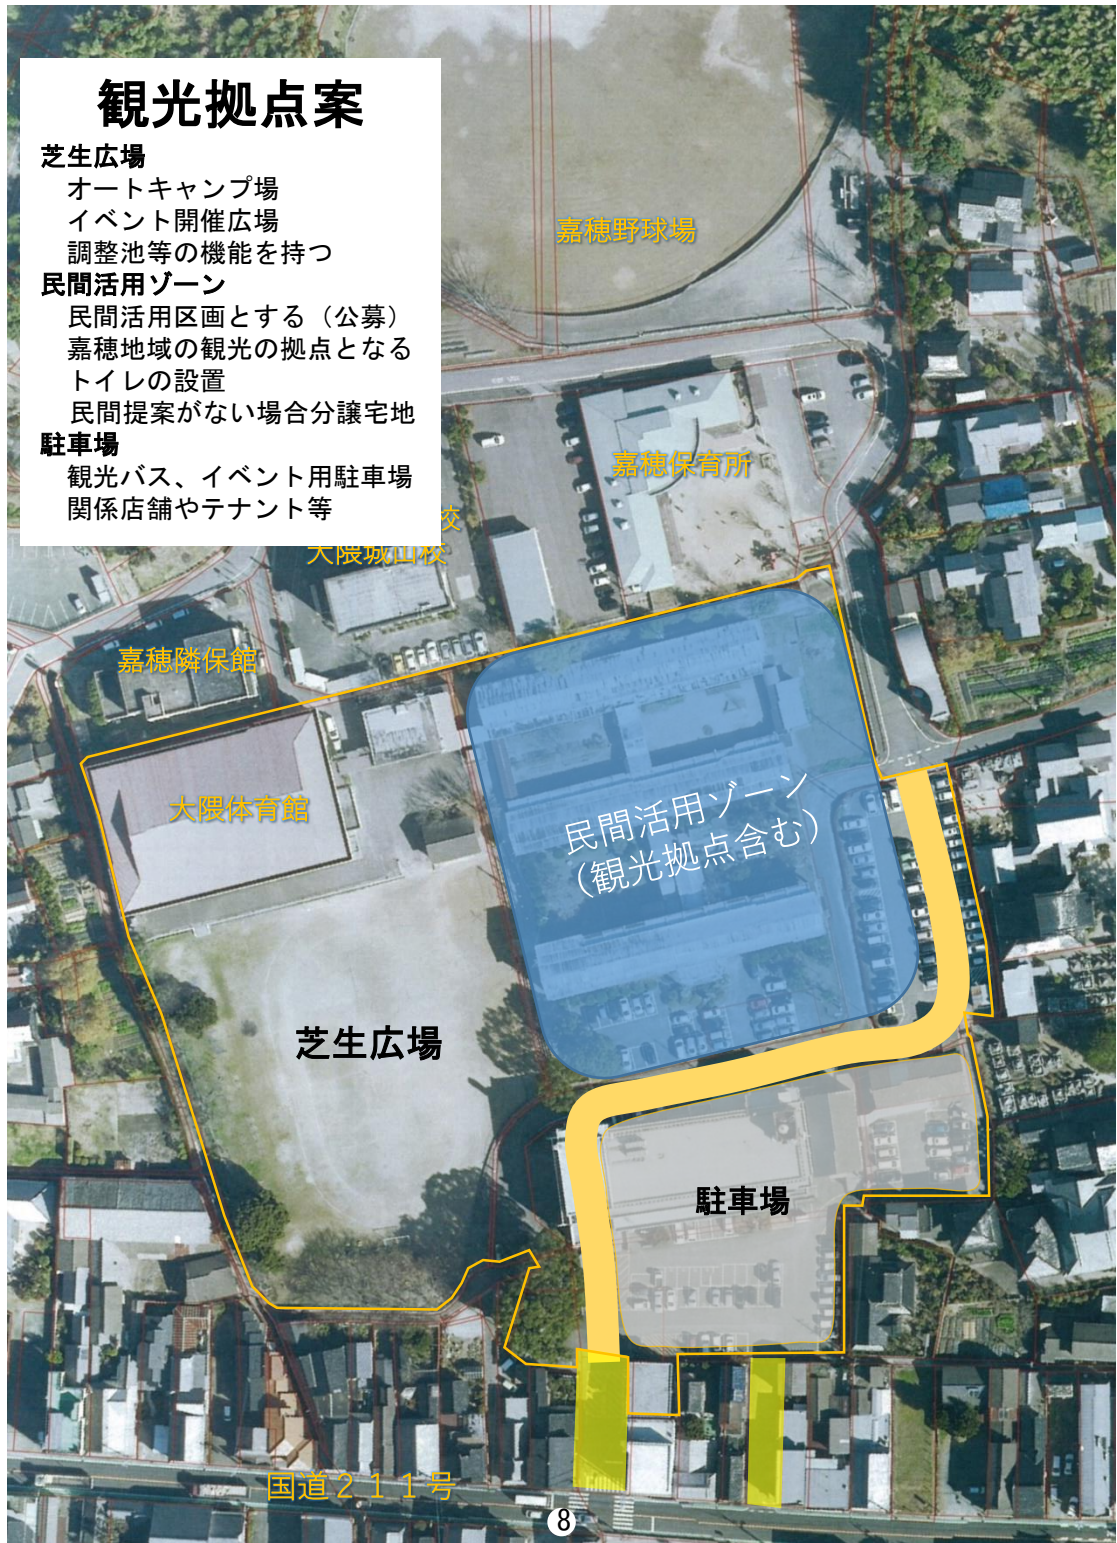 観光拠点案
芝生広場
オートキャンプ場
イベント開催広場
調整池等の機能を持つ
民間活用ゾーン
民間活用区画とする（公募）
嘉穂地域の観光の拠点となる
トイレの設置
民間提案がない場合分譲宅地
駐車場
観光バス、イベント用駐車場
関係店舗やテナント等
嘉穂野球場
嘉穂保育所
校
大隈城山校
嘉穂隣保館
大隈体育館
民間活用ゾーン
（観光拠点含む）
芝生広場
駐車場
国道２１１号
8